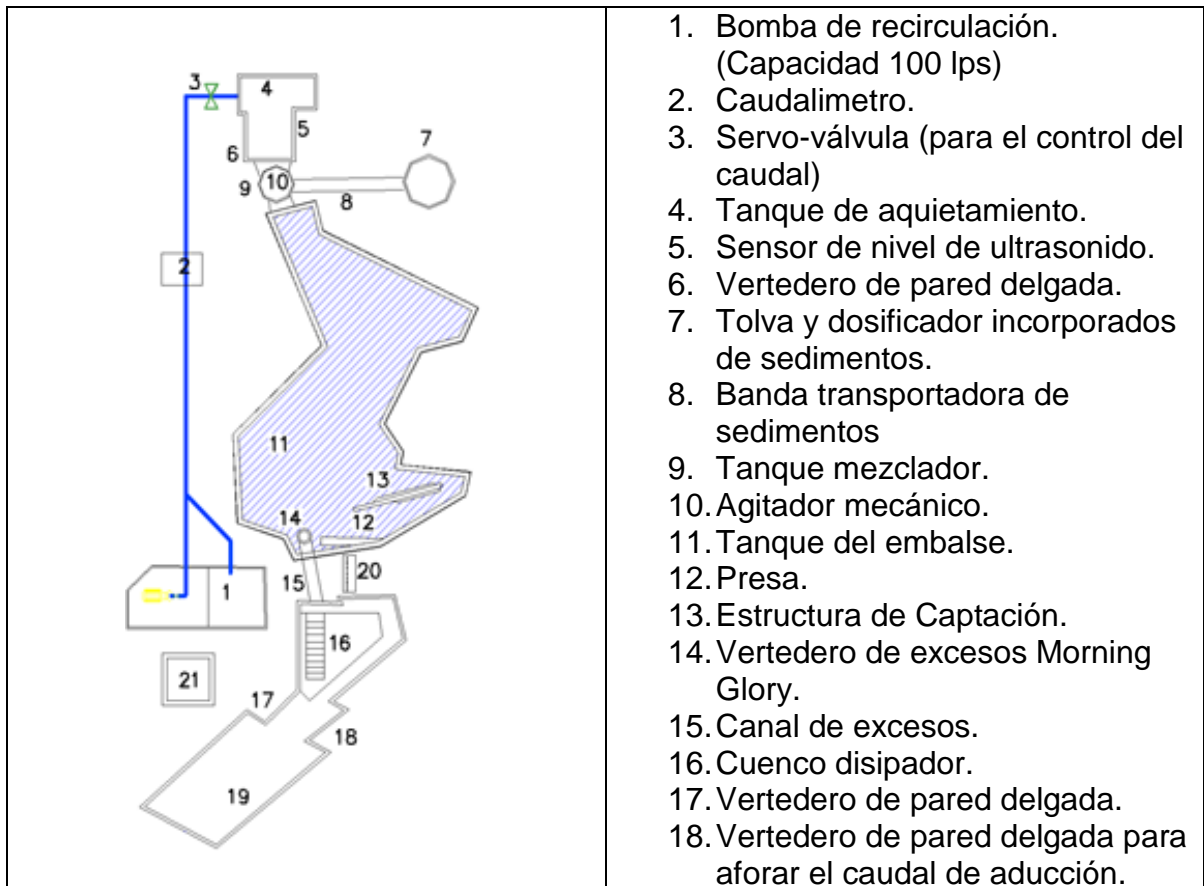 3
4
5
6
7
10
9
8
2
11
13
14
12
15
20
1
16
21
17
18
19
1. Bomba de recirculación.
(Capacidad 100 lps)
2. Caudalimetro.
3. Servo-válvula (para el control del
caudal)
4. Tanque de aquietamiento.
5. Sensor de nivel de ultrasonido.
6. Vertedero de pared delgada.
7. Tolva y dosificador incorporados
de sedimentos.
8. Banda transportadora de
sedimentos
9. Tanque mezclador.
10. Agitador mecánico.
11. Tanque del embalse.
12. Presa.
13. Estructura de Captación.
14. Vertedero de excesos Morning
Glory.
15. Canal de excesos.
16. Cuenco disipador.
17. Vertedero de pared delgada.
18. Vertedero de pared delgada para
aforar el caudal de aducción.